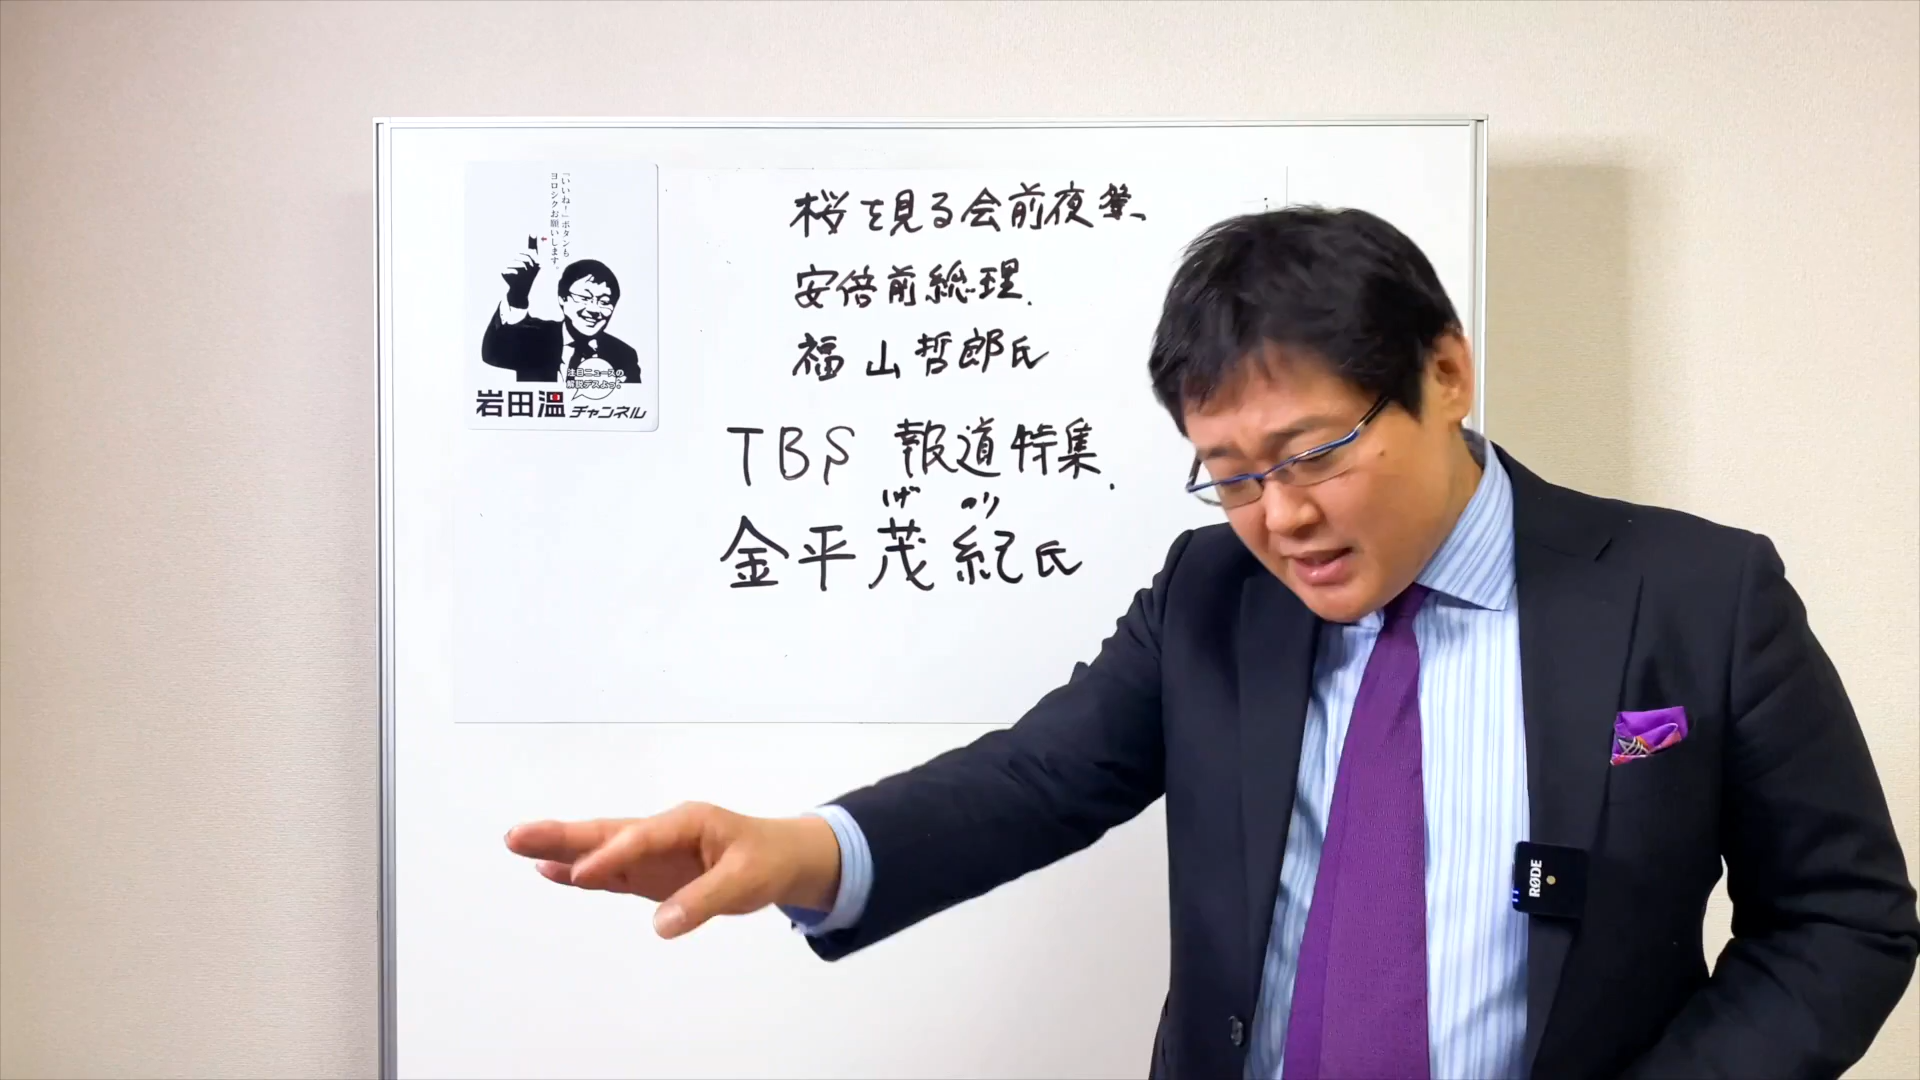 「いいね!」ボタンも
ヨロシクお願いします。
注目ニュースの
解説デスよっ!
岩田温チャンネル
桜を見る会前夜祭、
安倍前総理.
福山哲郎氏
TBS 報道特集.
しげ のり
金平茂紀氏
RØDE